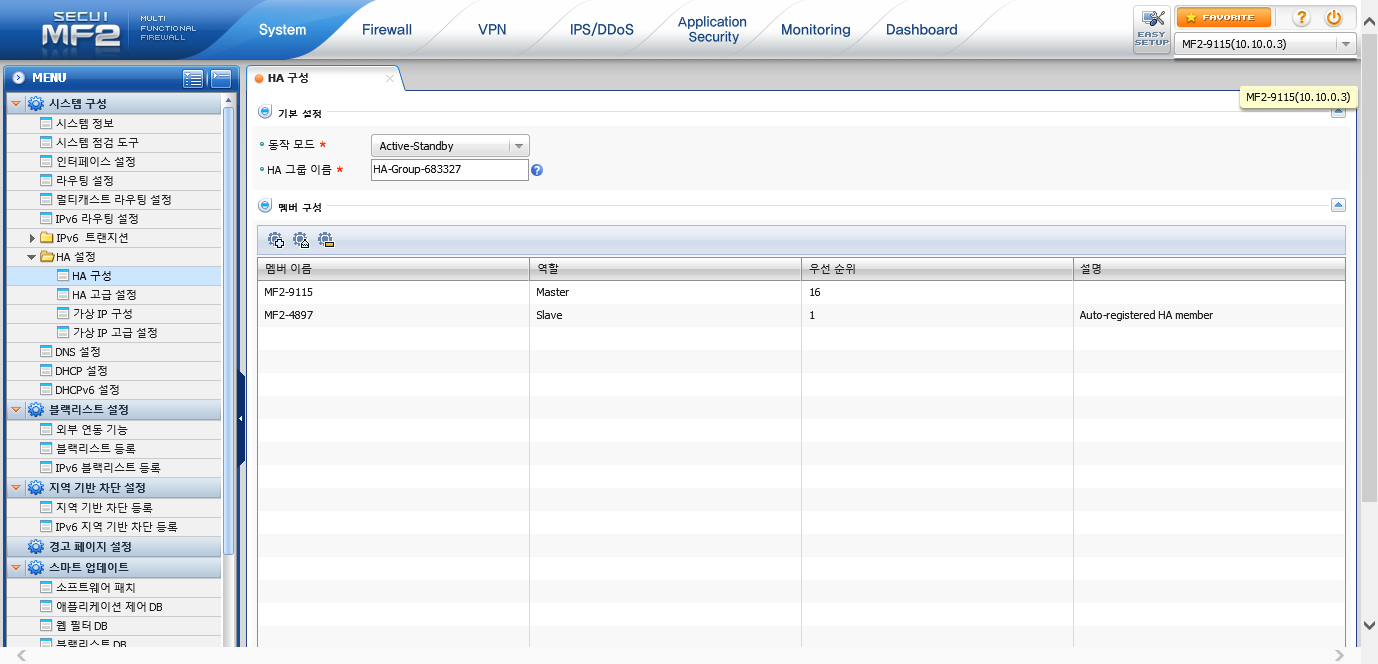 SECUI
MF2
MULTI
FUNCTIONAL
FIREWALL
System
Firewall
VPN
IPS/DDoS
Application
Security
Monitoring
Dashboard
EASY
SETUP
FAVORITE
?
MF2-9115(10.10.0.3)
MF2-9115(10.10.0.3)
MENU
시스템 구성
시스템 정보
시스템 점검 도구
인터페이스 설정
라우팅 설정
멀티캐스트 라우팅 설정
IPv6 라우팅 설정
IPv6 트랜지션
HA 설정
HA 구성
HA 고급 설정
가상 IP 구성
가상 IP 고급 설정
DNS 설정
DHCP 설정
DHCPv6 설정
블랙리스트 설정
외부 연동 기능
블랙리스트 등록
IPv6 블랙리스트 등록
지역 기반 차단 설정
지역 기반 차단 등록
IPv6 지역 기반 차단 등록
경고 페이지 설정
스마트 업데이트
소프트웨어 패치
애플리케이션 제어 DB
웹 필터 DB
블랙리스트 DB
HA 구성
기본 설정
동작 모드 * Active-Standby
HA 그룹 이름 * HA-Group-683327 ?
멤버 구성
멤버 이름 역할 우선 순위 설명
MF2-9115 Master 16
MF2-4897 Slave 1 Auto-registered HA member